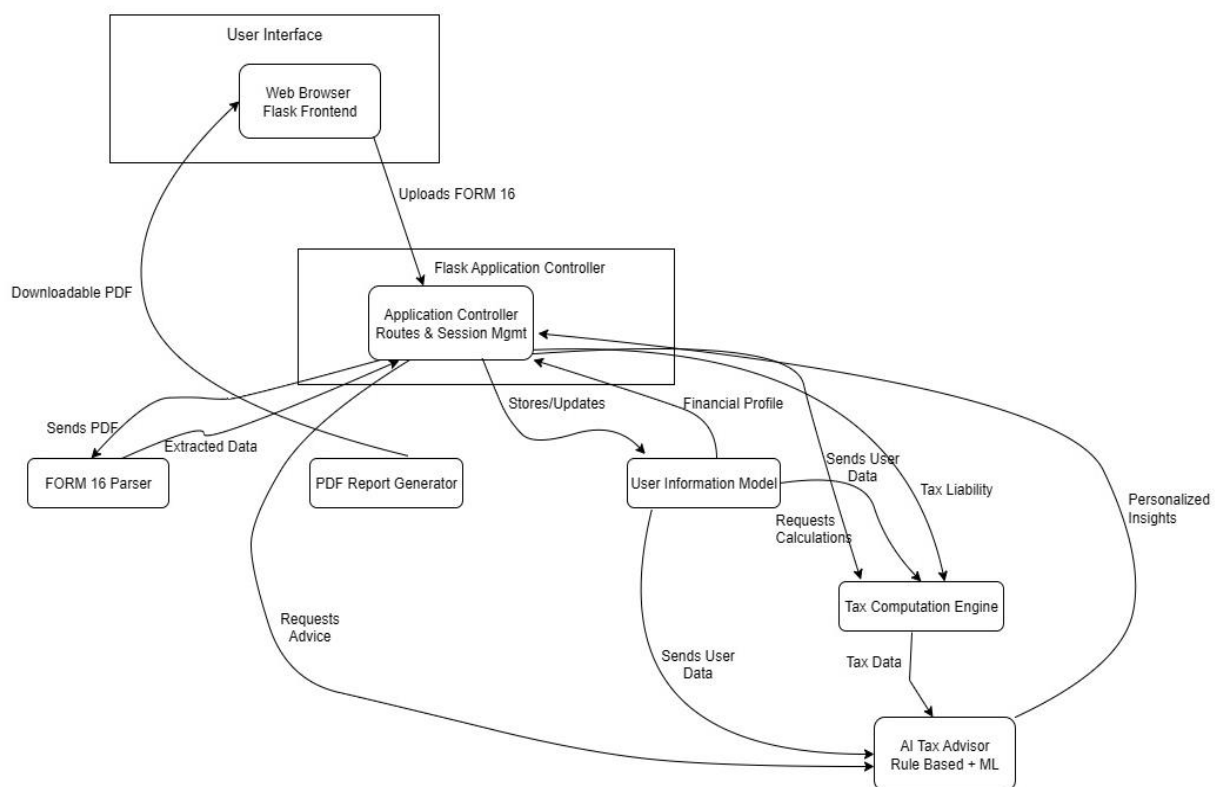 User Interface
Web Browser
Flask Frontend
Uploads FORM 16
Flask Application Controller
Downloadable PDF
Application Controller
Routes & Session Mgmt
Stores/Updates
Financial Profile
Sends PDF
Extracted Data
FORM 16 Parser
PDF Report Generator
User Information Model
Sends User
Data
Tax Liability
Personalized
Insights
Requests
Calculations
Tax Computation Engine
Requests
Advice
Sends User
Data
Tax Data
AI Tax Advisor
Rule Based + ML